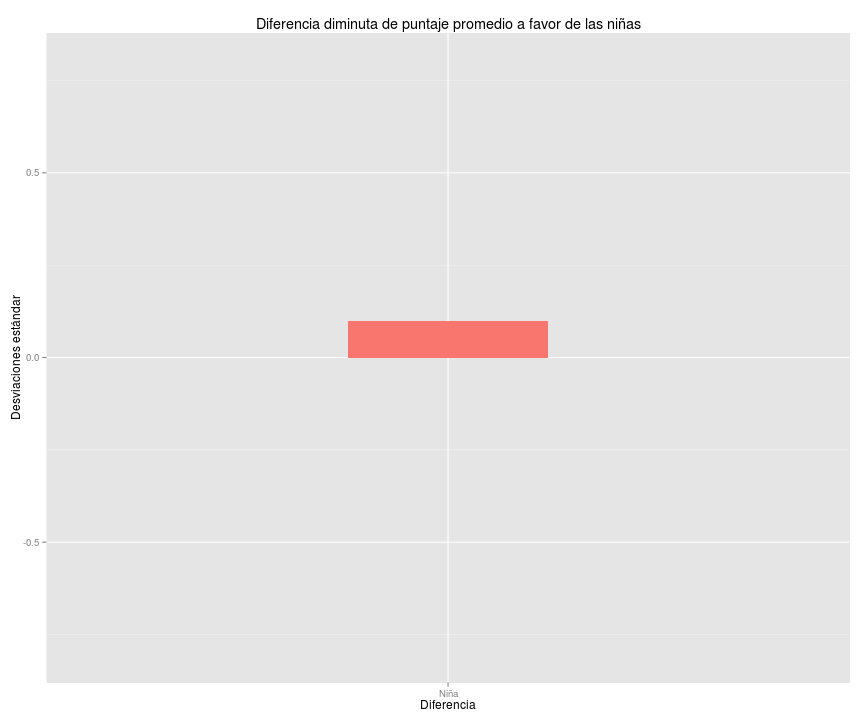 Diferencia diminuta de puntaje promedio a favor de las niñas
Desviaciones estándar
0.5
0.0
-0.5
Niña
Diferencia